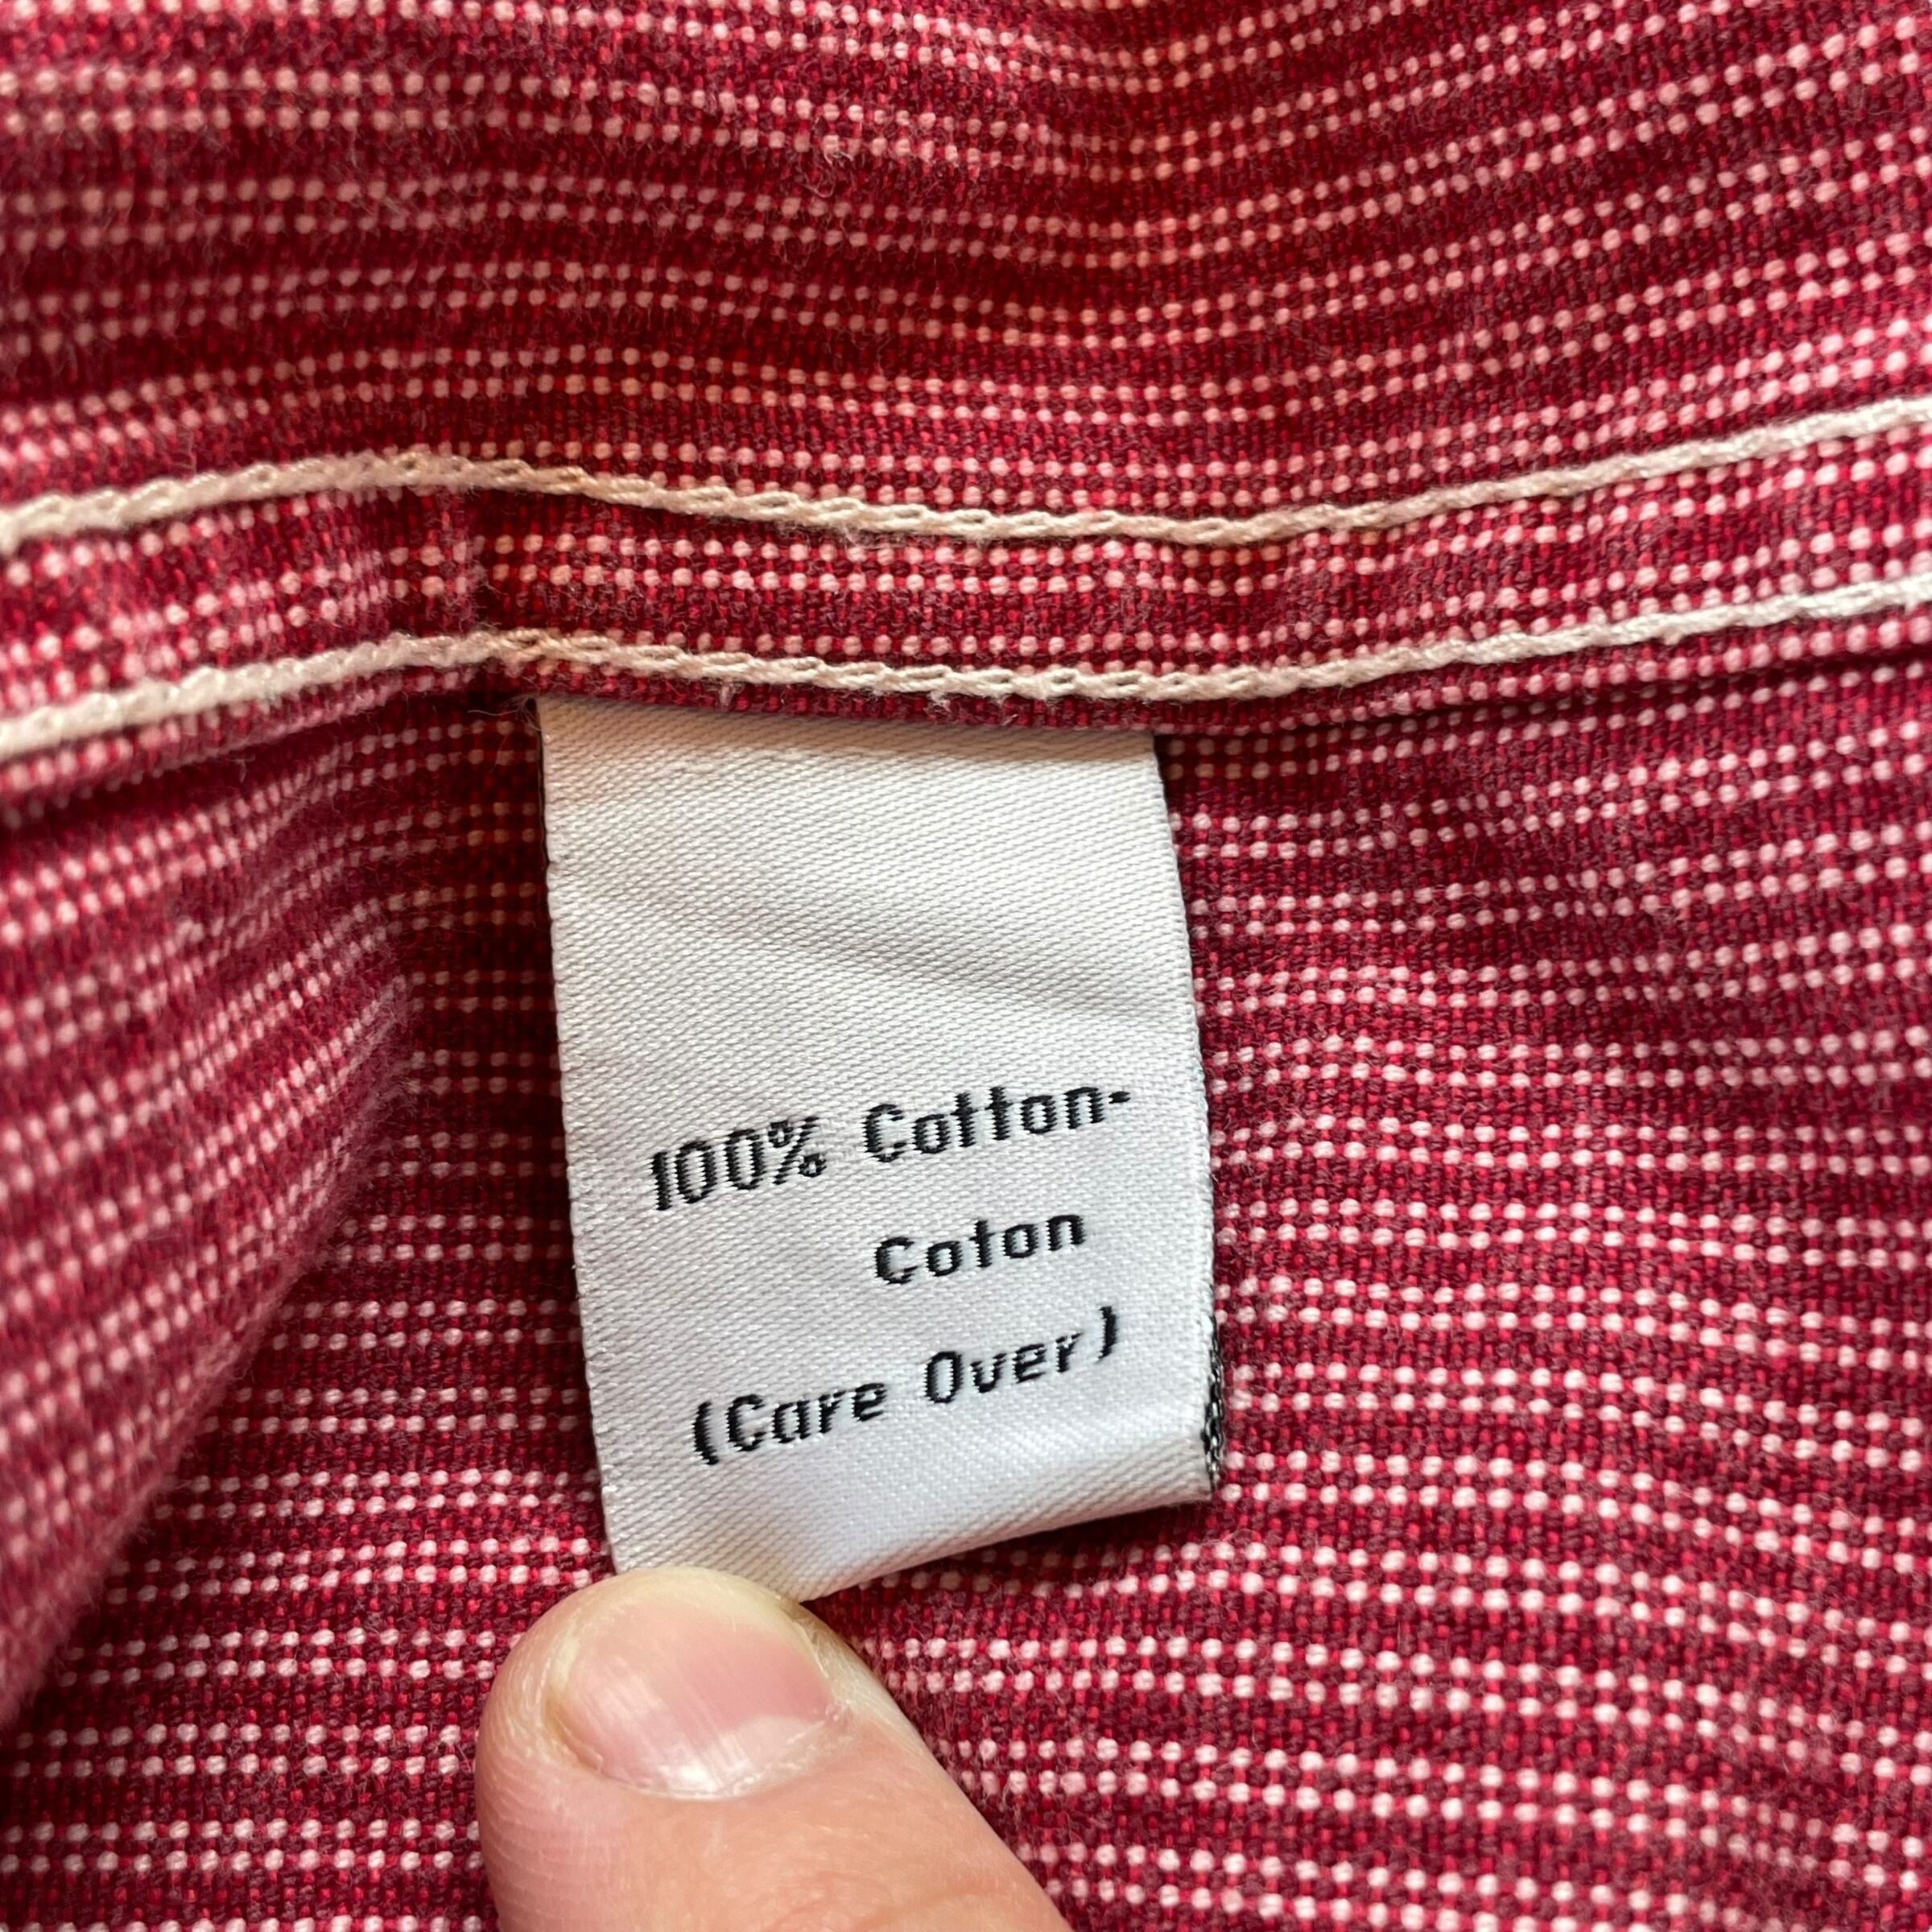 100% Cotton-
Coton
(Care Over)